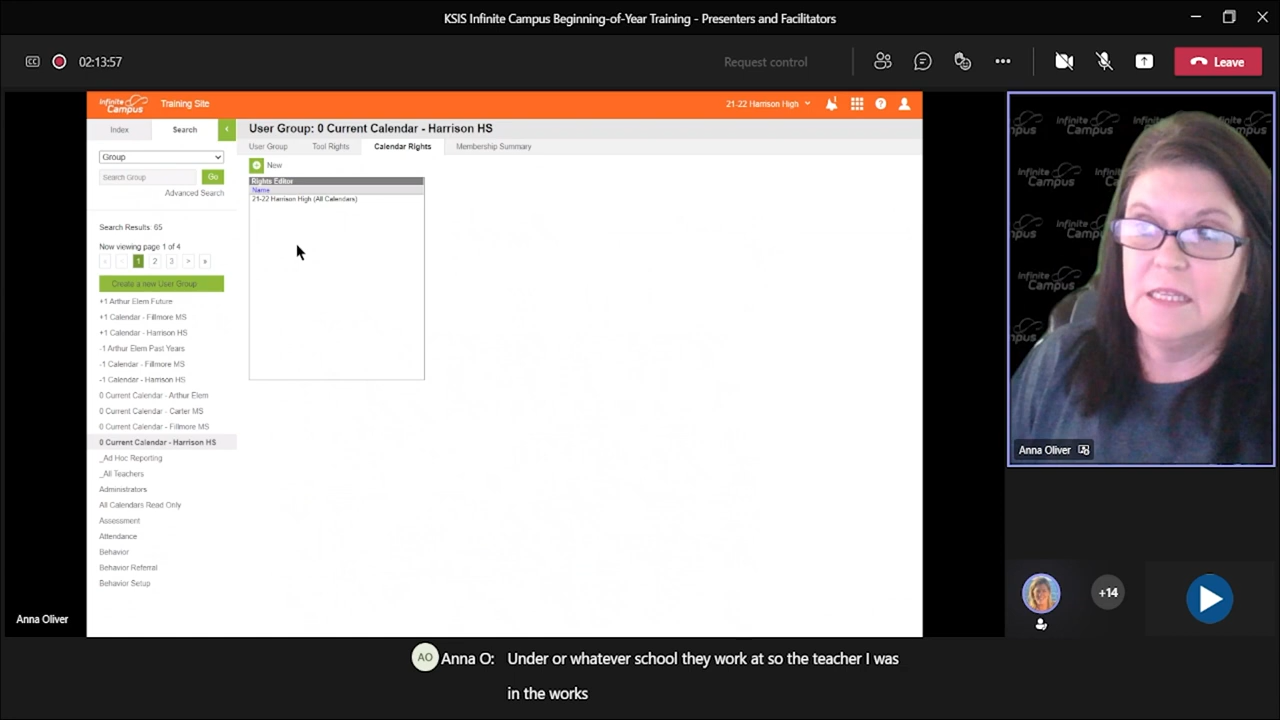 KSIS Infinite Campus Beginning-of-Year Training - Presenters and Facilitators
CC
02:13:57
Request control
Leave
Infinite Campus
Training Site
21-22 Harrison High
Index
Search
Group
Search Group
Go
Advanced Search
Search Results: 65
Now viewing page 1 of 4
1 2 3 > »
Create a new User Group
+1 Arthur Elem Future
+1 Calendar - Fillmore MS
+1 Calendar - Harrison HS
-1 Arthur Elem Past Years
-1 Calendar - Fillmore MS
-1 Calendar - Harrison HS
0 Current Calendar - Arthur Elem
0 Current Calendar - Carter MS
0 Current Calendar - Fillmore MS
0 Current Calendar - Harrison HS
_Ad Hoc Reporting
_All Teachers
Administrators
All Calendars Read Only
Assessment
Attendance
Behavior
Behavior Referral
Behavior Setup
User Group: 0 Current Calendar - Harrison HS
User Group
Tool Rights
Calendar Rights
Membership Summary
New
Rights Editor
Name
21-22 Harrison High (All Calendars)
Infinite Campus
Campus
Campus
Anna Oliver
+14
Anna Oliver
AO
Anna O: Under or whatever school they work at so the teacher I was
in the works